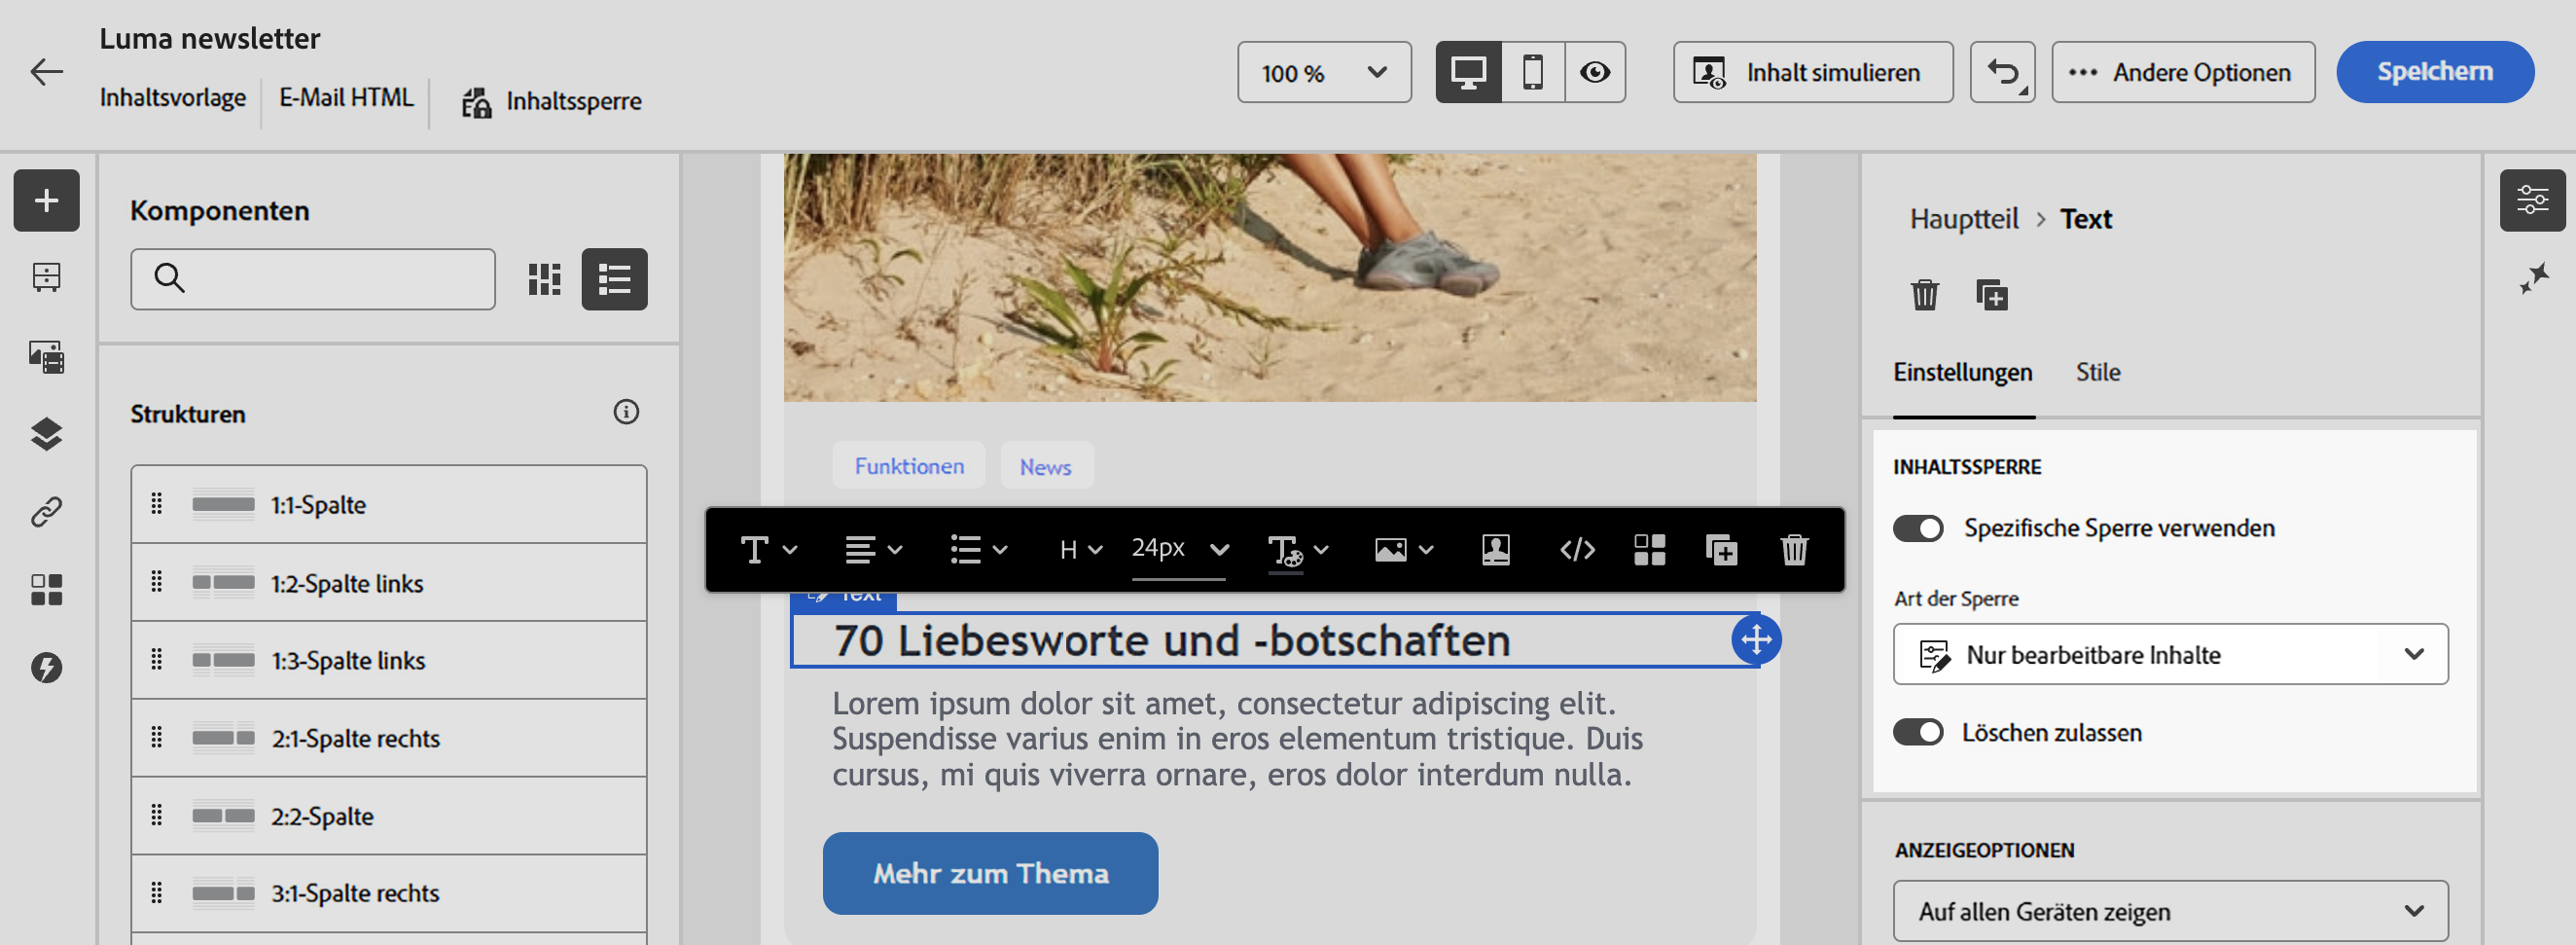 Luma newsletter
Inhaltsvorlage
E-Mail HTML
Inhaltssperre
100 %
Inhalt simulieren
Andere Optionen
Speichern
Komponenten
Strukturen
1:1-Spalte
1:2-Spalte links
1:3-Spalte links
2:1-Spalte rechts
2:2-Spalte
3:1-Spalte rechts
Funktionen
News
H
24px
Text
70 Liebesworte und -botschaften
Lorem ipsum dolor sit amet, consectetur adipiscing elit.
Suspendisse varius enim in eros elementum tristique. Duis
cursus, mi quis viverra ornare, eros dolor interdum nulla.
Mehr zum Thema
Hauptteil > Text
Einstellungen
Stile
INHALTSSPERRE
Spezifische Sperre verwenden
Art der Sperre
Nur bearbeitbare Inhalte
Löschen zulassen
ANZEIGEOPTIONEN
Auf allen Geräten zeigen